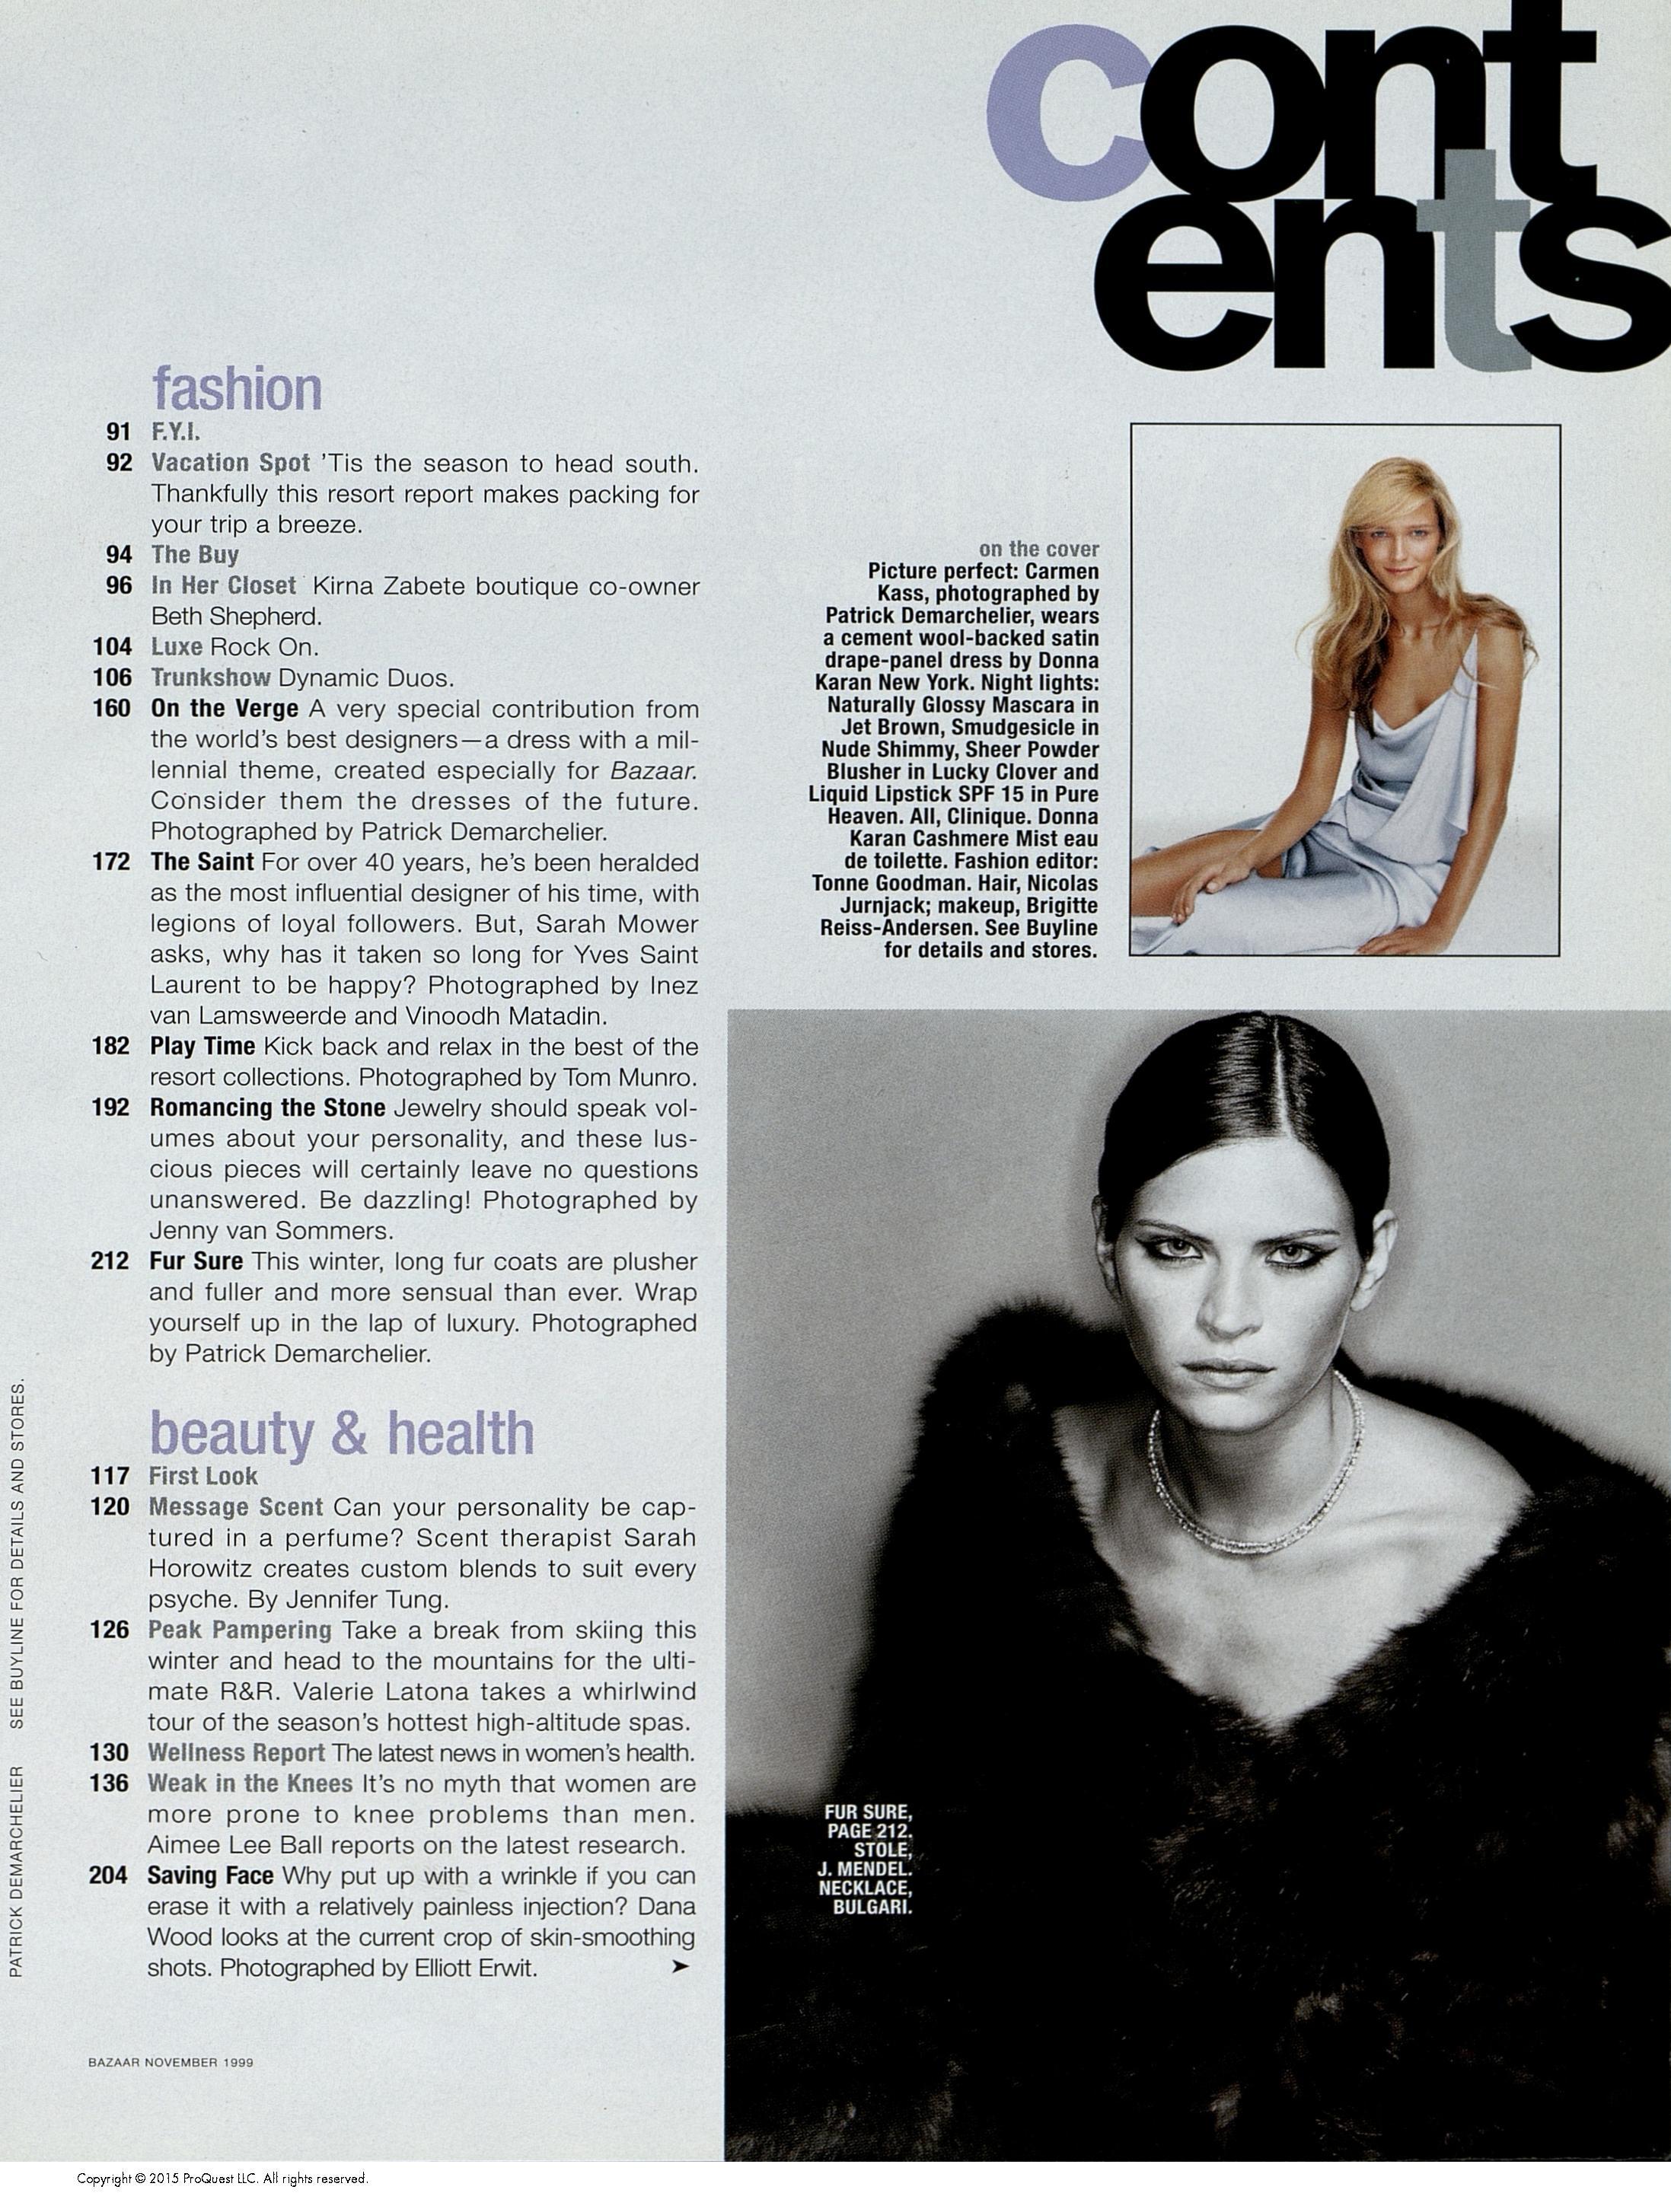 cont
ents
fashion
91 F.Y.I.
92 Vacation Spot 'Tis the season to head south.
Thankfully this resort report makes packing for
your trip a breeze.
94 The Buy
96 In Her Closet Kirna Zabete boutique co-owner
Beth Shepherd.
104 Luxe Rock On.
106 Trunkshow Dynamic Duos.
160 On the Verge A very special contribution from
the world's best designers—a dress with a mil-
lennial theme, created especially for Bazaar.
Consider them the dresses of the future.
Photographed by Patrick Demarchelier.
172 The Saint For over 40 years, he's been heralded
as the most influential designer of his time, with
legions of loyal followers. But, Sarah Mower
asks, why has it taken so long for Yves Saint
Laurent to be happy? Photographed by Inez
van Lamsweerde and Vinoodh Matadin.
182 Play Time Kick back and relax in the best of the
resort collections. Photographed by Tom Munro.
192 Romancing the Stone Jewelry should speak vol-
umes about your personality, and these lus-
cious pieces will certainly leave no questions
unanswered. Be dazzling! Photographed by
Jenny van Sommers.
212 Fur Sure This winter, long fur coats are plusher
and fuller and more sensual than ever. Wrap
yourself up in the lap of luxury. Photographed
by Patrick Demarchelier.
beauty & health
117 First Look
120 Message Scent Can your personality be cap-
tured in a perfume? Scent therapist Sarah
Horowitz creates custom blends to suit every
psyche. By Jennifer Tung.
126 Peak Pampering Take a break from skiing this
winter and head to the mountains for the ulti-
mate R&R. Valerie Latona takes a whirlwind
tour of the season's hottest high-altitude spas.
130 Wellness Report The latest news in women's health.
136 Weak in the Knees It's no myth that women are
more prone to knee problems than men.
Aimee Lee Ball reports on the latest research.
204 Saving Face Why put up with a wrinkle if you can
erase it with a relatively painless injection? Dana
Wood looks at the current crop of skin-smoothing
shots. Photographed by Elliott Erwit. ➤
on the cover
Picture perfect: Carmen
Kass, photographed by
Patrick Demarchelier, wears
a cement wool-backed satin
drape-panel dress by Donna
Karan New York. Night lights:
Naturally Glossy Mascara in
Jet Brown, Smudgesicle in
Nude Shimmy, Sheer Powder
Blusher in Lucky Clover and
Liquid Lipstick SPF 15 in Pure
Heaven. All, Clinique. Donna
Karan Cashmere Mist eau
de toilette. Fashion editor:
Tonne Goodman. Hair, Nicolas
Jurnjack; makeup, Brigitte
Reiss-Andersen. See Buyline
for details and stores.
FUR SURE,
PAGE 212.
STOLE,
J. MENDEL.
NECKLACE,
BULGARI.
PATRICK DEMARCHELIER SEE BUYLINE FOR DETAILS AND STORES.
BAZAAR NOVEMBER 1999
Copyright © 2015 ProQuest LLC. All rights reserved.